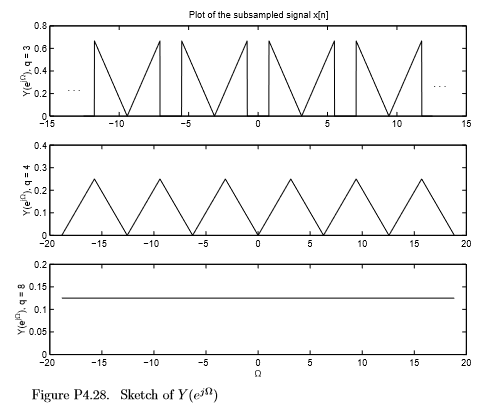 Plot of the subsampled signal x[n]
Y(e^jΩ), q = 3
0.8
0.6
0.4
0.2
0
. . .
. . .
−15 −10 −5 0 5 10 15
Y(e^jΩ), q = 4
0.4
0.3
0.2
0.1
0
−20 −15 −10 −5 0 5 10 15 20
Y(e^jΩ), q = 8
0.2
0.15
0.1
0.05
0
−20 −15 −10 −5 0 5 10 15 20
Ω
Figure P4.28. Sketch of Y(e^jΩ)